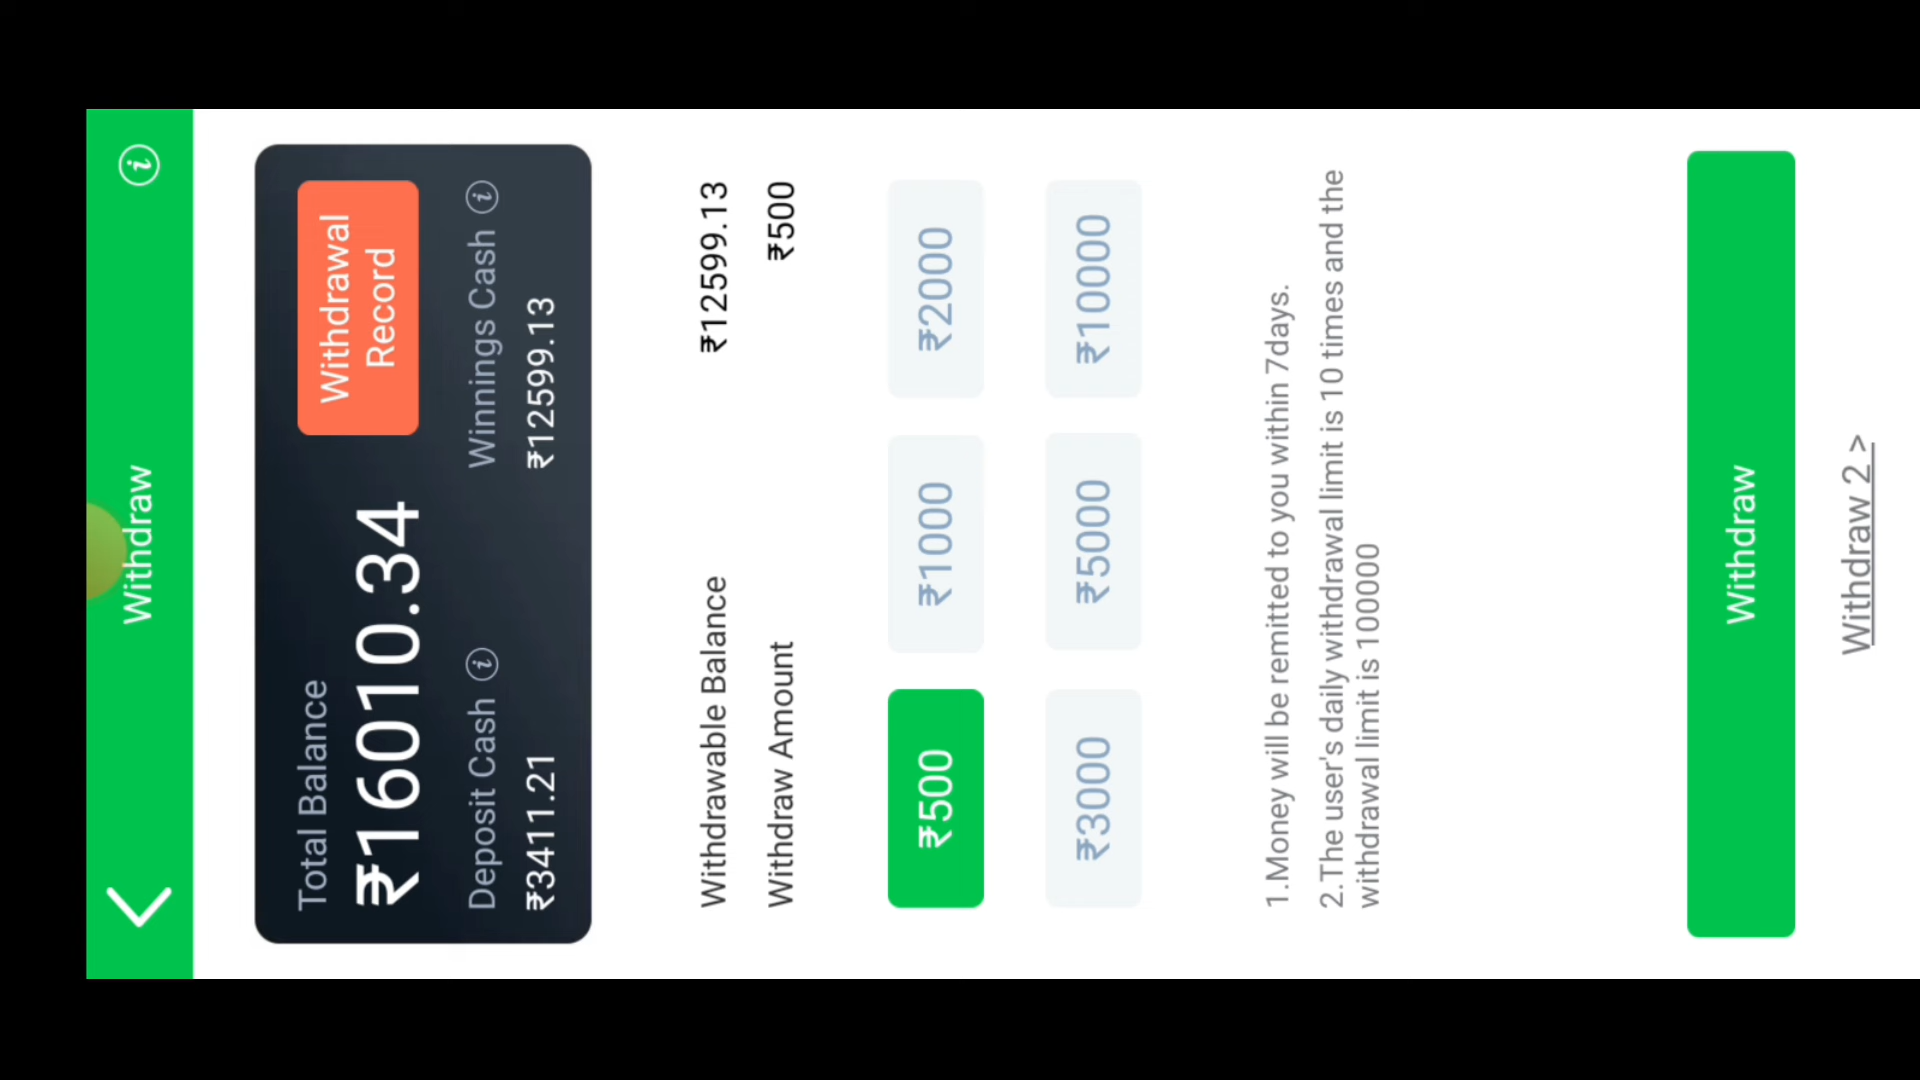 Withdraw
Total Balance
₹16010.34
Withdrawal
Record
Deposit Cash
Winnings Cash
₹3411.21
₹12599.13
Withdrawable Balance
₹12599.13
Withdraw Amount
₹500
₹500
₹1000
₹2000
₹3000
₹5000
₹10000
1.Money will be remitted to you within 7days.
2.The user's daily withdrawal limit is 10 times and the
withdrawal limit is 100000
Withdraw
Withdraw 2 >